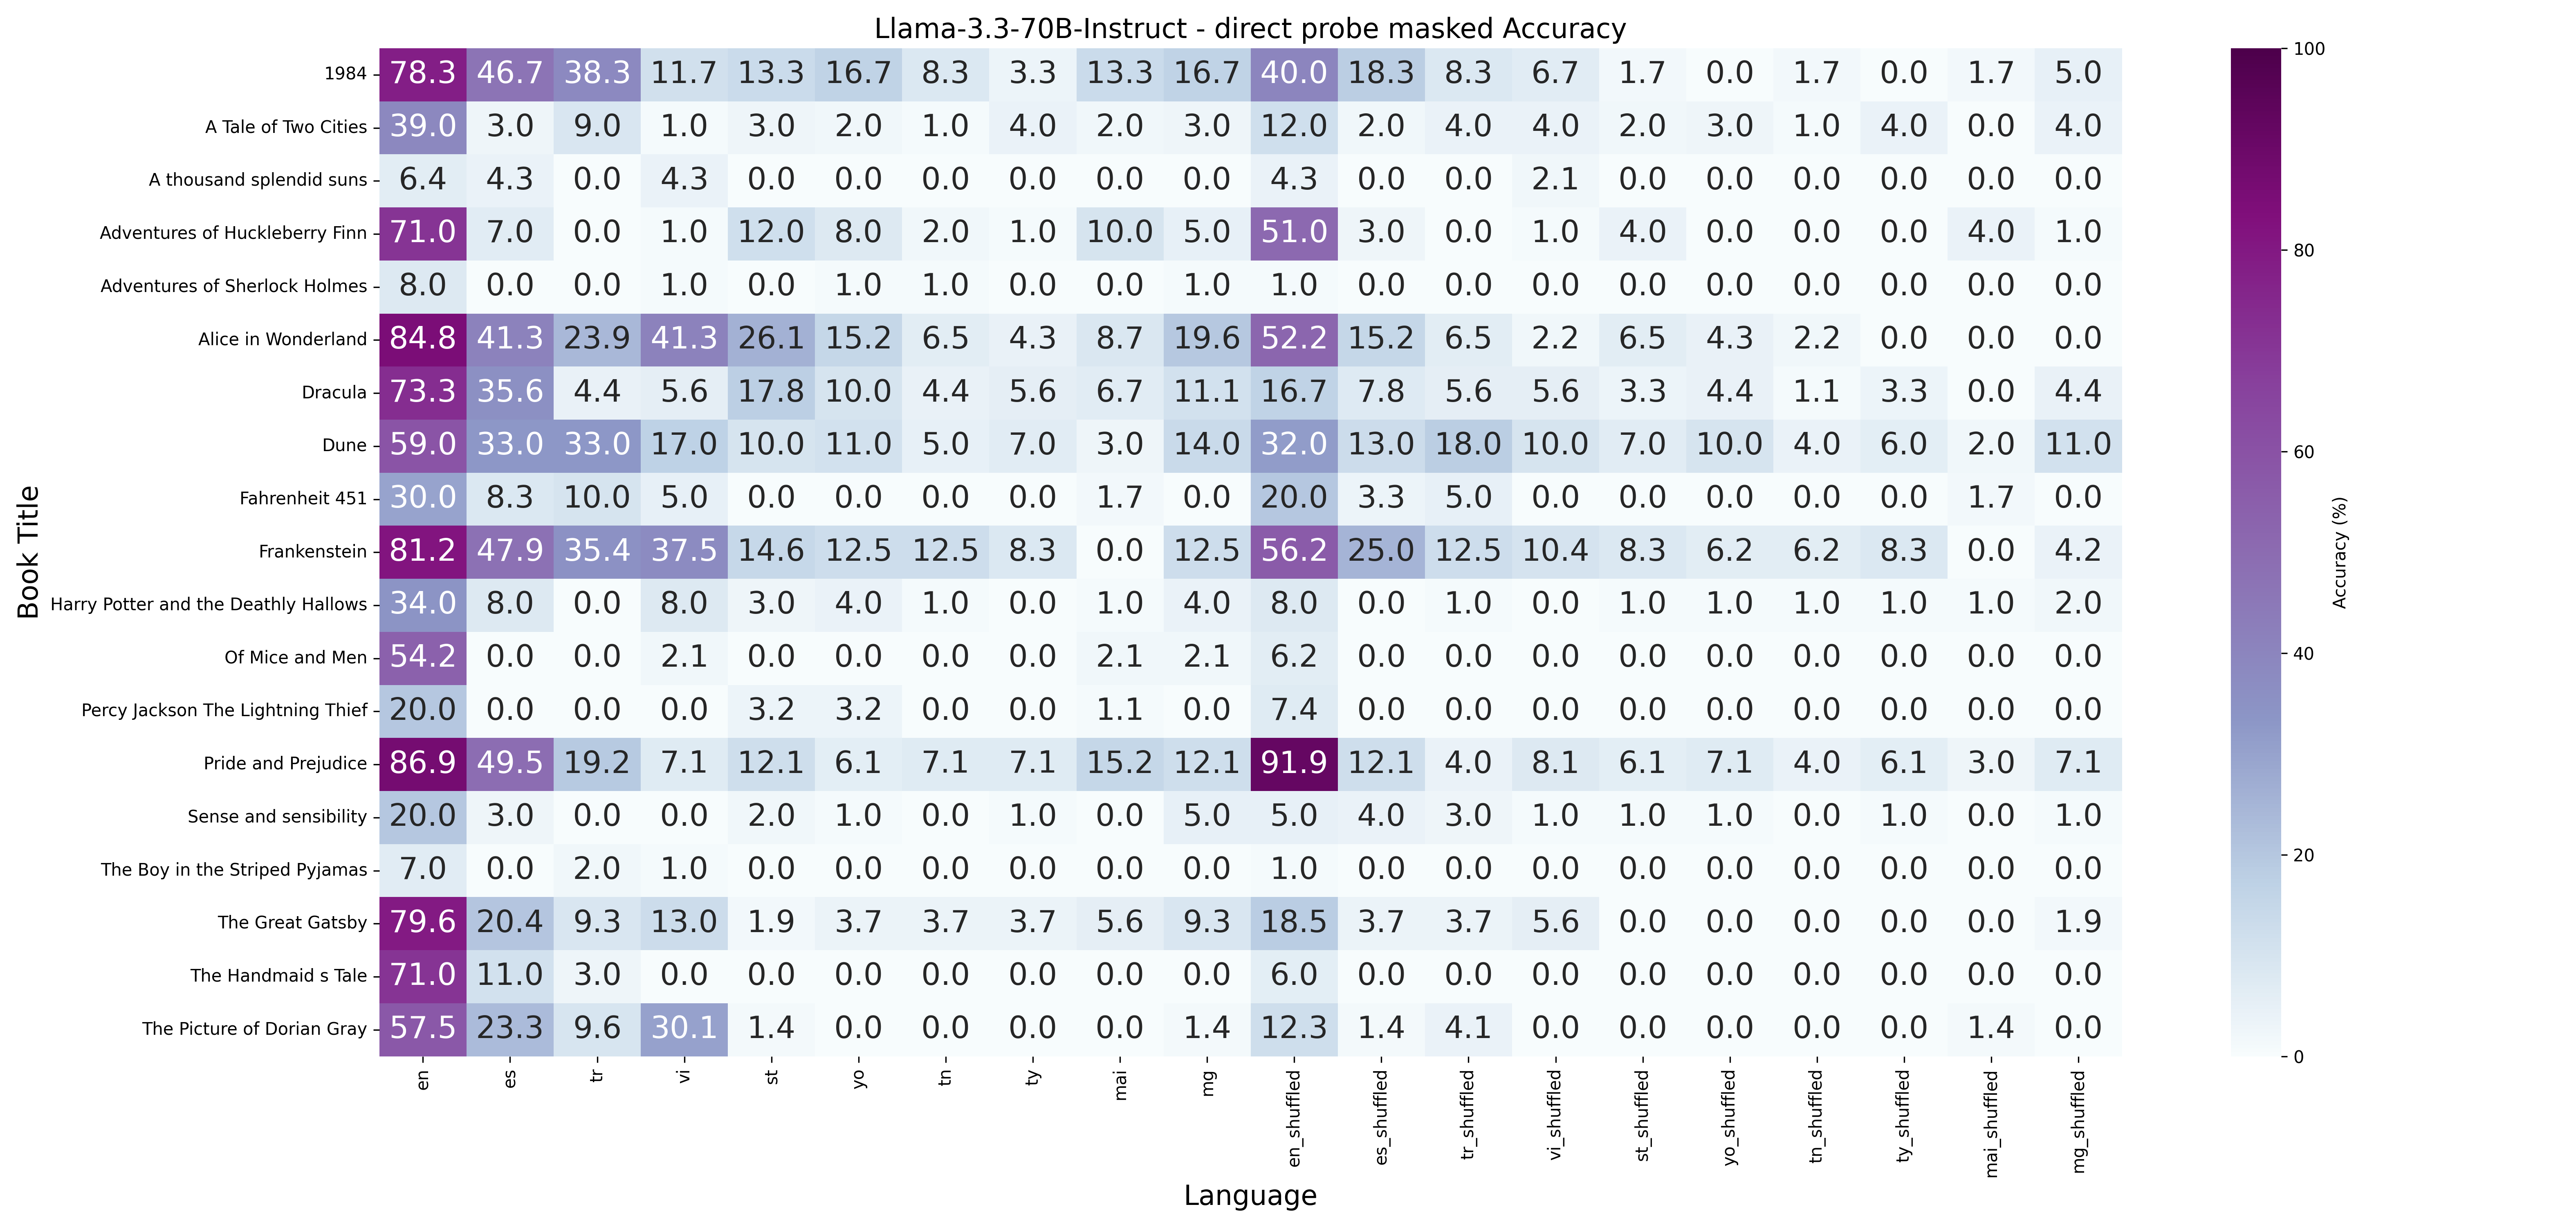 Llama-3.3-70B-Instruct - direct probe masked Accuracy
Book Title
1984 78.3 46.7 38.3 11.7 13.3 16.7 8.3 3.3 13.3 16.7 40.0 18.3 8.3 6.7 1.7 0.0 1.7 0.0 1.7 5.0
A Tale of Two Cities 39.0 3.0 9.0 1.0 3.0 2.0 1.0 4.0 2.0 3.0 12.0 2.0 4.0 4.0 2.0 3.0 1.0 4.0 0.0 4.0
A thousand splendid suns 6.4 4.3 0.0 4.3 0.0 0.0 0.0 0.0 0.0 0.0 4.3 0.0 0.0 2.1 0.0 0.0 0.0 0.0 0.0 0.0
Adventures of Huckleberry Finn 71.0 7.0 0.0 1.0 12.0 8.0 2.0 1.0 10.0 5.0 51.0 3.0 0.0 1.0 4.0 0.0 0.0 0.0 4.0 1.0
Adventures of Sherlock Holmes 8.0 0.0 0.0 1.0 0.0 1.0 1.0 0.0 0.0 1.0 1.0 0.0 0.0 0.0 0.0 0.0 0.0 0.0 0.0 0.0
Alice in Wonderland 84.8 41.3 23.9 41.3 26.1 15.2 6.5 4.3 8.7 19.6 52.2 15.2 6.5 2.2 6.5 4.3 2.2 0.0 0.0 0.0
Dracula 73.3 35.6 4.4 5.6 17.8 10.0 4.4 5.6 6.7 11.1 16.7 7.8 5.6 5.6 3.3 4.4 1.1 3.3 0.0 4.4
Dune 59.0 33.0 33.0 17.0 10.0 11.0 5.0 7.0 3.0 14.0 32.0 13.0 18.0 10.0 7.0 10.0 4.0 6.0 2.0 11.0
Fahrenheit 451 30.0 8.3 10.0 5.0 0.0 0.0 0.0 0.0 1.7 0.0 20.0 3.3 5.0 0.0 0.0 0.0 0.0 0.0 1.7 0.0
Frankenstein 81.2 47.9 35.4 37.5 14.6 12.5 12.5 8.3 0.0 12.5 56.2 25.0 12.5 10.4 8.3 6.2 6.2 8.3 0.0 4.2
Harry Potter and the Deathly Hallows 34.0 8.0 0.0 8.0 3.0 4.0 1.0 0.0 1.0 4.0 8.0 0.0 1.0 0.0 1.0 1.0 1.0 1.0 1.0 2.0
Of Mice and Men 54.2 0.0 0.0 2.1 0.0 0.0 0.0 0.0 2.1 2.1 6.2 0.0 0.0 0.0 0.0 0.0 0.0 0.0 0.0 0.0
Percy Jackson The Lightning Thief 20.0 0.0 0.0 0.0 3.2 3.2 0.0 0.0 1.1 0.0 7.4 0.0 0.0 0.0 0.0 0.0 0.0 0.0 0.0 0.0
Pride and Prejudice 86.9 49.5 19.2 7.1 12.1 6.1 7.1 7.1 15.2 12.1 91.9 12.1 4.0 8.1 6.1 7.1 4.0 6.1 3.0 7.1
Sense and sensibility 20.0 3.0 0.0 0.0 2.0 1.0 0.0 1.0 0.0 5.0 5.0 4.0 3.0 1.0 1.0 1.0 0.0 1.0 0.0 1.0
The Boy in the Striped Pyjamas 7.0 0.0 2.0 1.0 0.0 0.0 0.0 0.0 0.0 0.0 1.0 0.0 0.0 0.0 0.0 0.0 0.0 0.0 0.0 0.0
The Great Gatsby 79.6 20.4 9.3 13.0 1.9 3.7 3.7 3.7 5.6 9.3 18.5 3.7 3.7 5.6 0.0 0.0 0.0 0.0 0.0 1.9
The Handmaid s Tale 71.0 11.0 3.0 0.0 0.0 0.0 0.0 0.0 0.0 0.0 6.0 0.0 0.0 0.0 0.0 0.0 0.0 0.0 0.0 0.0
The Picture of Dorian Gray 57.5 23.3 9.6 30.1 1.4 0.0 0.0 0.0 0.0 1.4 12.3 1.4 4.1 0.0 0.0 0.0 0.0 0.0 1.4 0.0
en es tr vi st yo tn ty mai mg en_shuffled es_shuffled tr_shuffled vi_shuffled st_shuffled yo_shuffled tn_shuffled ty_shuffled mai_shuffled mg_shuffled
Language
100
80
60
40
20
0
Accuracy (%)